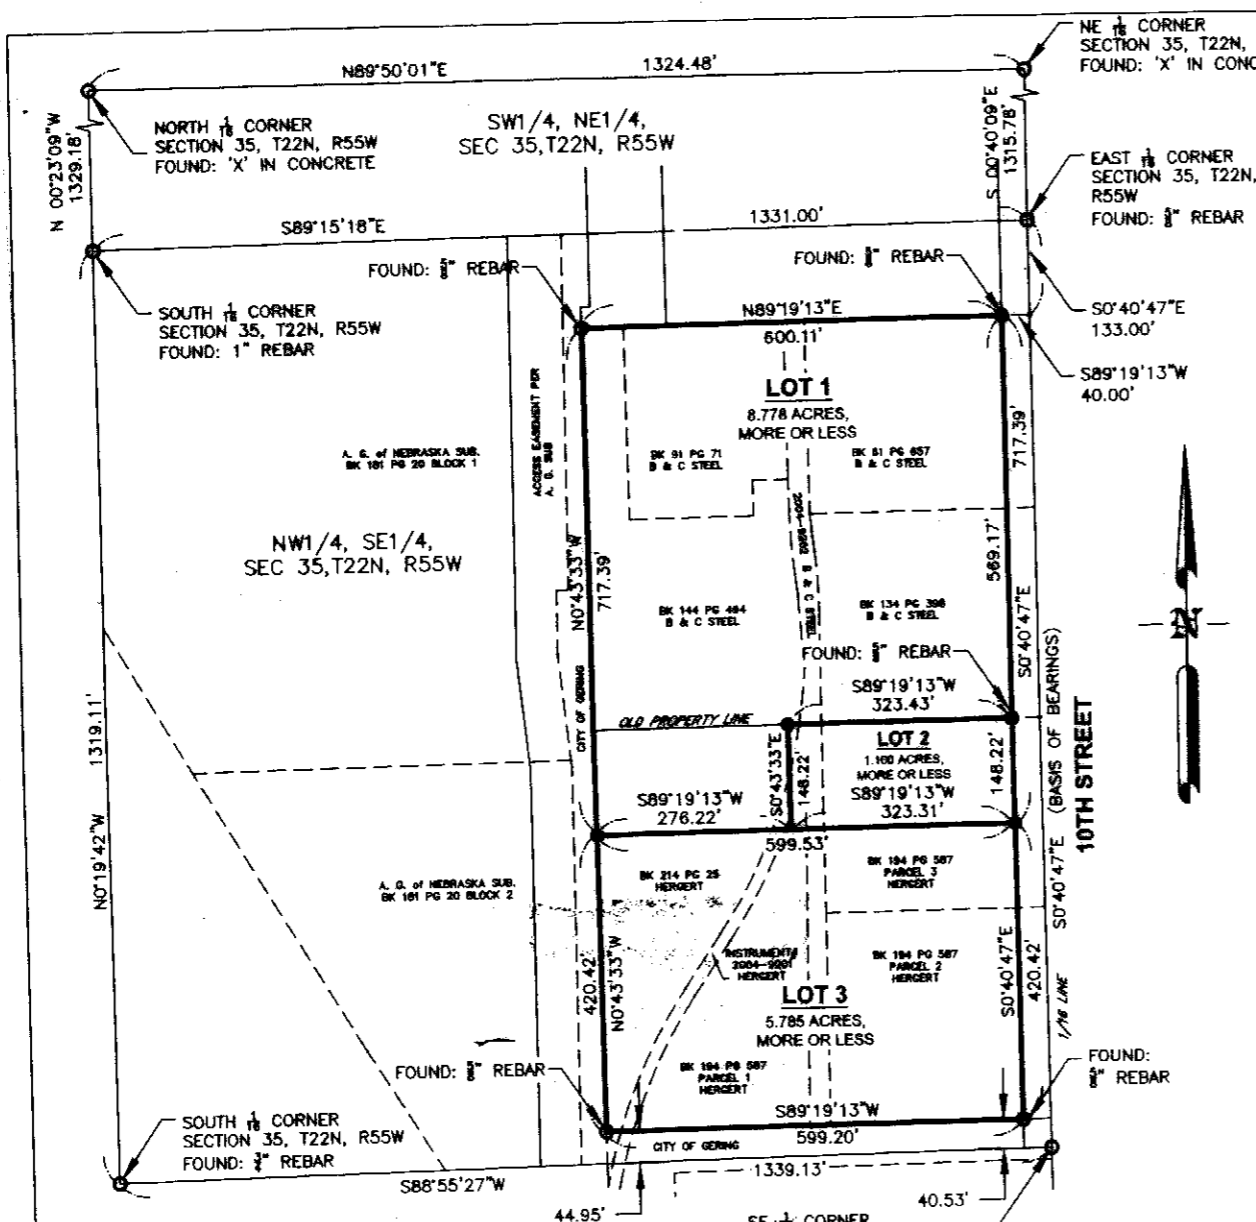 NE 1/16 CORNER
SECTION 35, T22N,
FOUND: 'X' IN CONC
N89°50'01"E
1324.48'
NORTH 1/16 CORNER
SECTION 35, T22N, R55W
FOUND: 'X' IN CONCRETE
SW1/4, NE1/4,
SEC 35,T22N, R55W
N 00°23'09"W
1329.18'
S 00°40'09"E
1315.78'
EAST 1/16 CORNER
SECTION 35, T22N,
R55W
FOUND: 5/8" REBAR
S89°15'18"E
1331.00'
FOUND: 5/8" REBAR
FOUND: 5/8" REBAR
SOUTH 1/16 CORNER
SECTION 35, T22N, R55W
FOUND: 1" REBAR
N89°19'13"E
600.11'
S0°40'47"E
133.00'
S89°19'13"W
40.00'
LOT 1
8.778 ACRES,
MORE OR LESS
717.39'
A. G. of NEBRASKA SUB.
BK 181 PG 20 BLOCK 1
ACCESS EASEMENT PER
A. G. SUB
BK 91 PG 71
B & C STEEL
BK 81 PG 657
B & C STEEL
NW1/4, SE1/4,
SEC 35,T22N, R55W
N0°43'33"W
717.39'
B & C STEEL
569.17'
BK 144 PG 494
B & C STEEL
BK 134 PG 398
B & C STEEL
S0°40'47"E
FOUND: 5/8" REBAR
S89°19'13"W
323.43'
CITY OF GERING
OLD PROPERTY LINE
LOT 2
1.100 ACRES,
MORE OR LESS
S0°43'33"E
148.22'
148.22'
S0°40'47"E (BASIS OF BEARINGS)
10TH STREET
N
1319.11'
N0°19'42"W
S89°19'13"W
276.22'
S89°19'13"W
323.31'
599.53'
A. G. of NEBRASKA SUB.
BK 181 PG 20 BLOCK 2
BK 214 PG 25
HERGERT
BK 194 PG 587
PARCEL 3
HERGERT
420.42'
N0°43'33"W
INSTRUMENT#
HERGERT
BK 194 PG 587
PARCEL 2
HERGERT
S0°40'47"E
420.42'
1/16 LINE
LOT 3
5.785 ACRES,
MORE OR LESS
FOUND: 5/8" REBAR
BK 194 PG 587
PARCEL 1
HERGERT
FOUND:
5/8" REBAR
S89°19'13"W
599.20'
CITY OF GERING
SOUTH 1/16 CORNER
SECTION 35, T22N, R55W
FOUND: 3/4" REBAR
S88°55'27"W
1339.13'
44.95'
40.53'
SE 1/16 CORNER